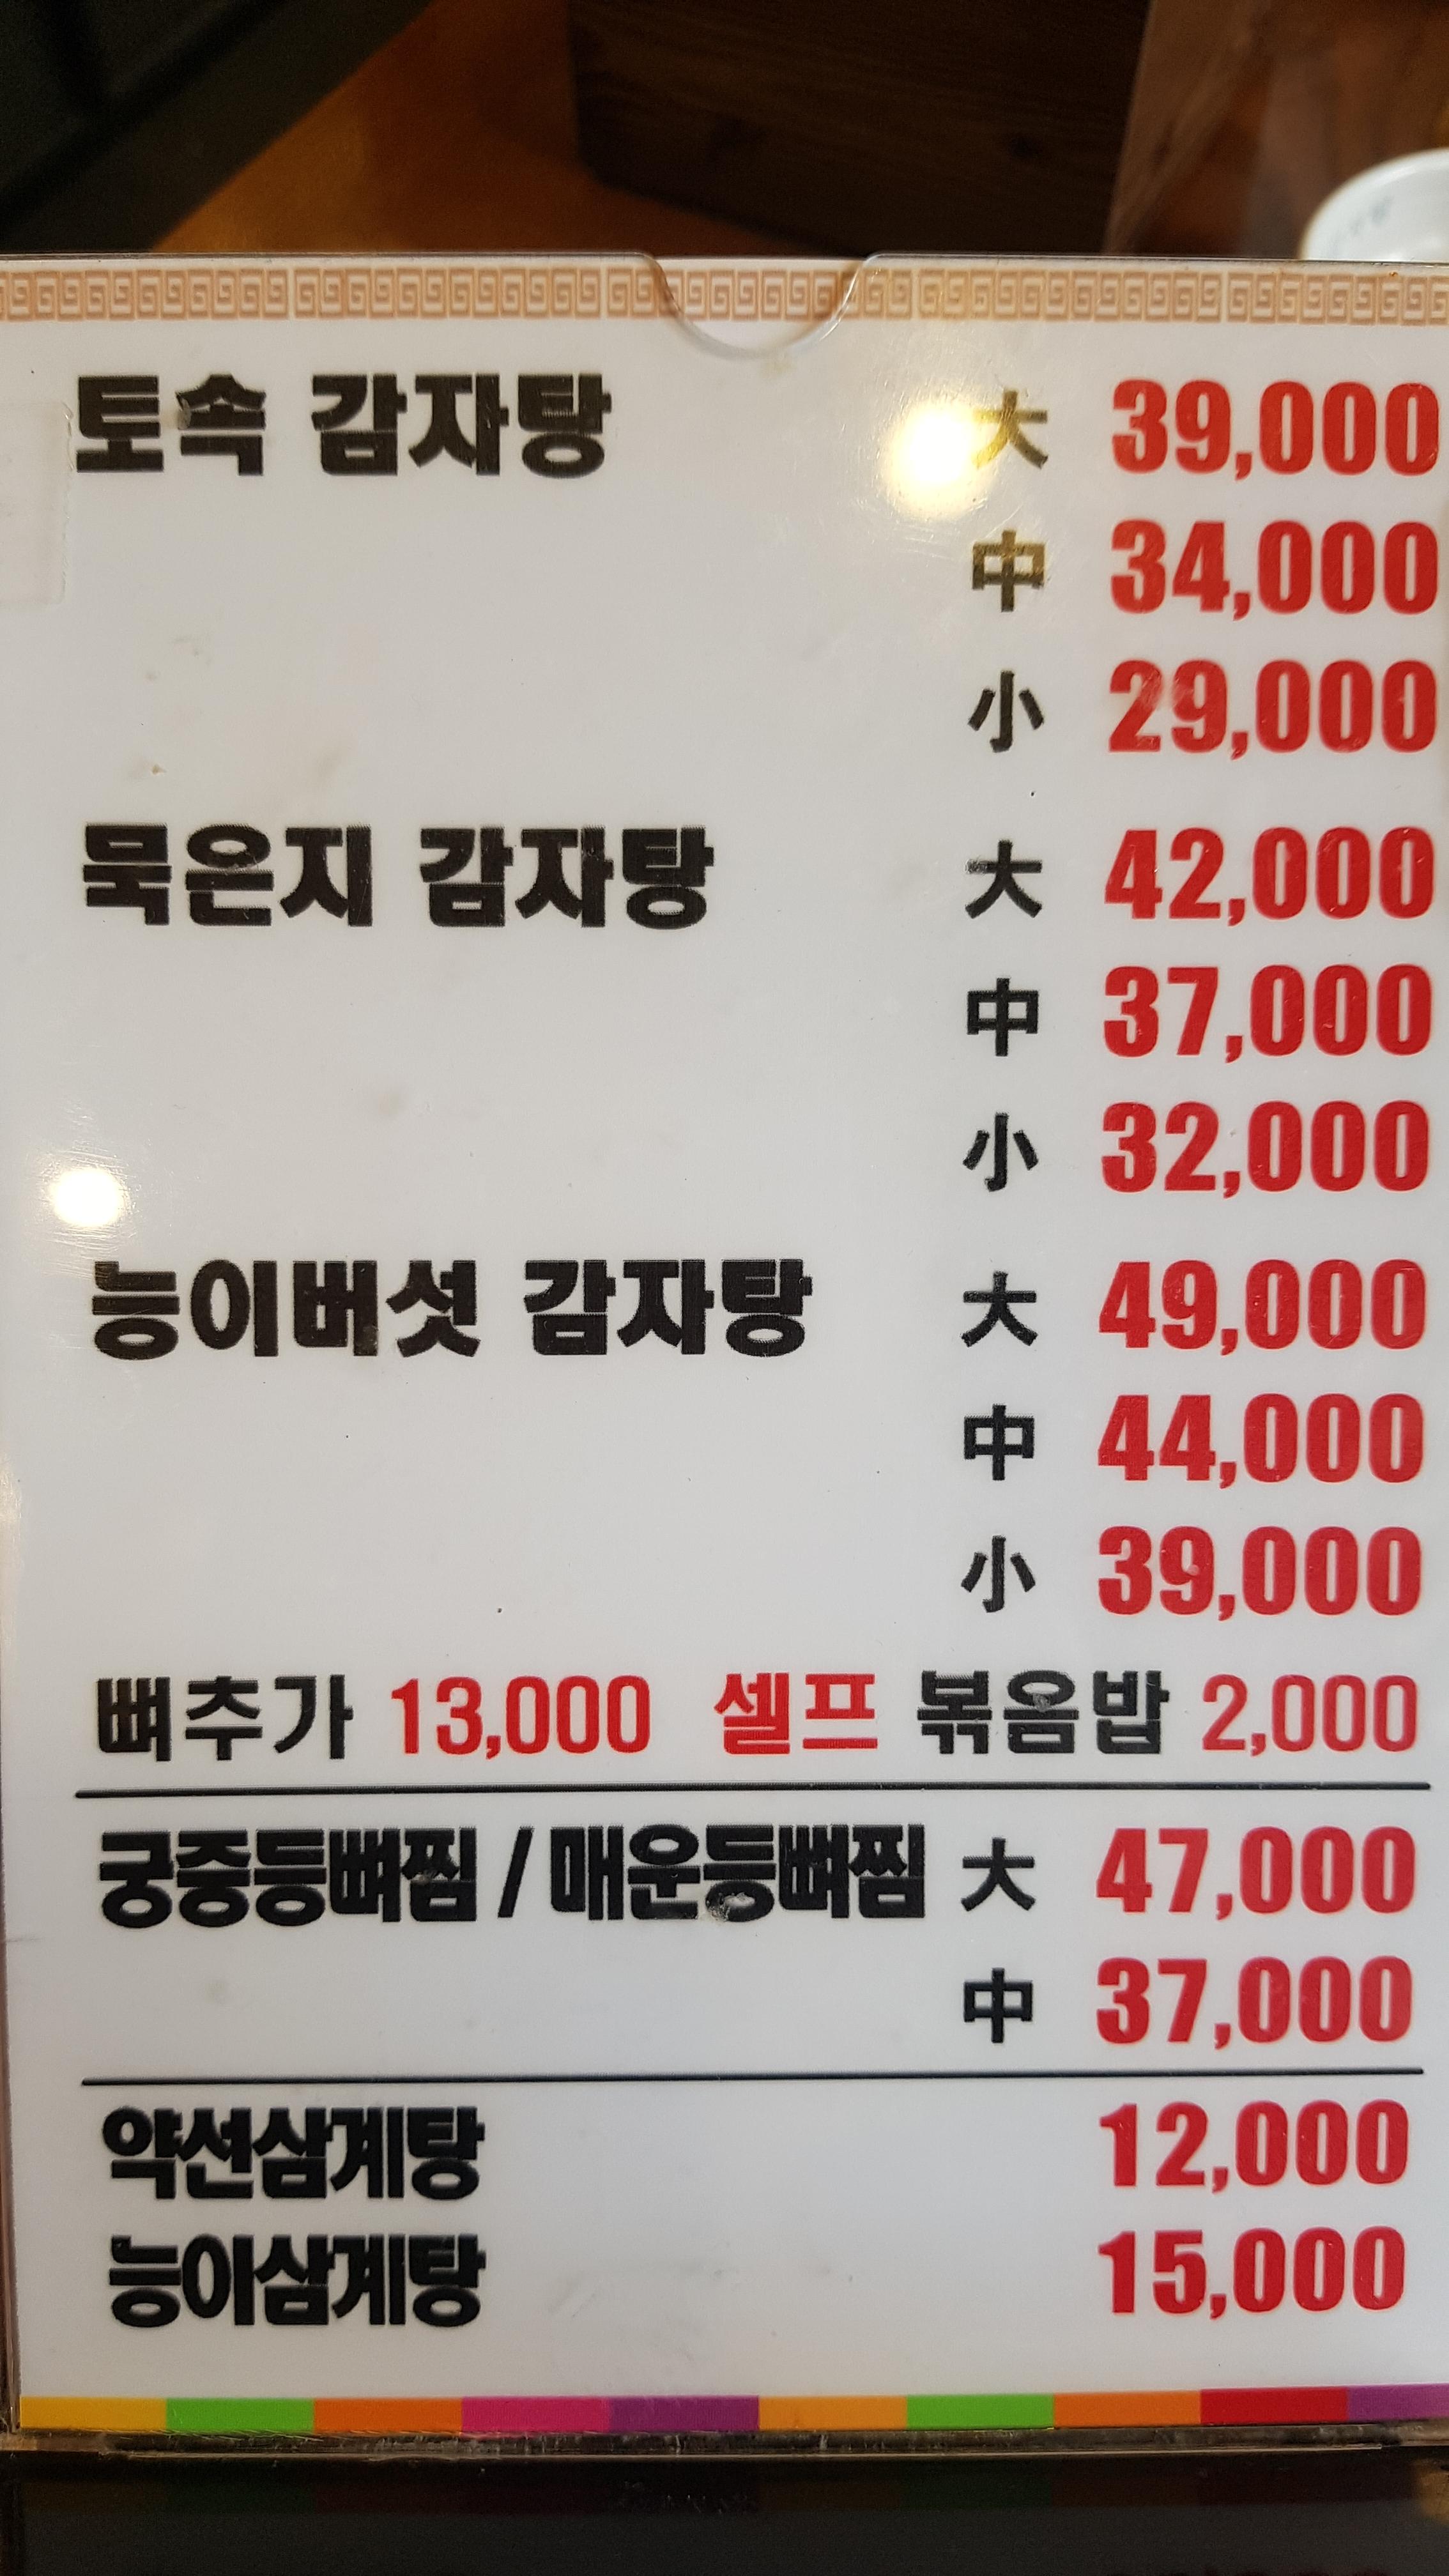 토속 감자탕 大 39,000
中 34,000
小 29,000
묵은지 감자탕 大 42,000
中 37,000
小 32,000
능이버섯 감자탕 大 49,000
中 44,000
小 39,000
뼈추가 13,000 셀프 볶음밥 2,000
궁중등뼈찜 / 매운등뼈찜 大 47,000
中 37,000
약선삼계탕 12,000
능이삼계탕 15,000